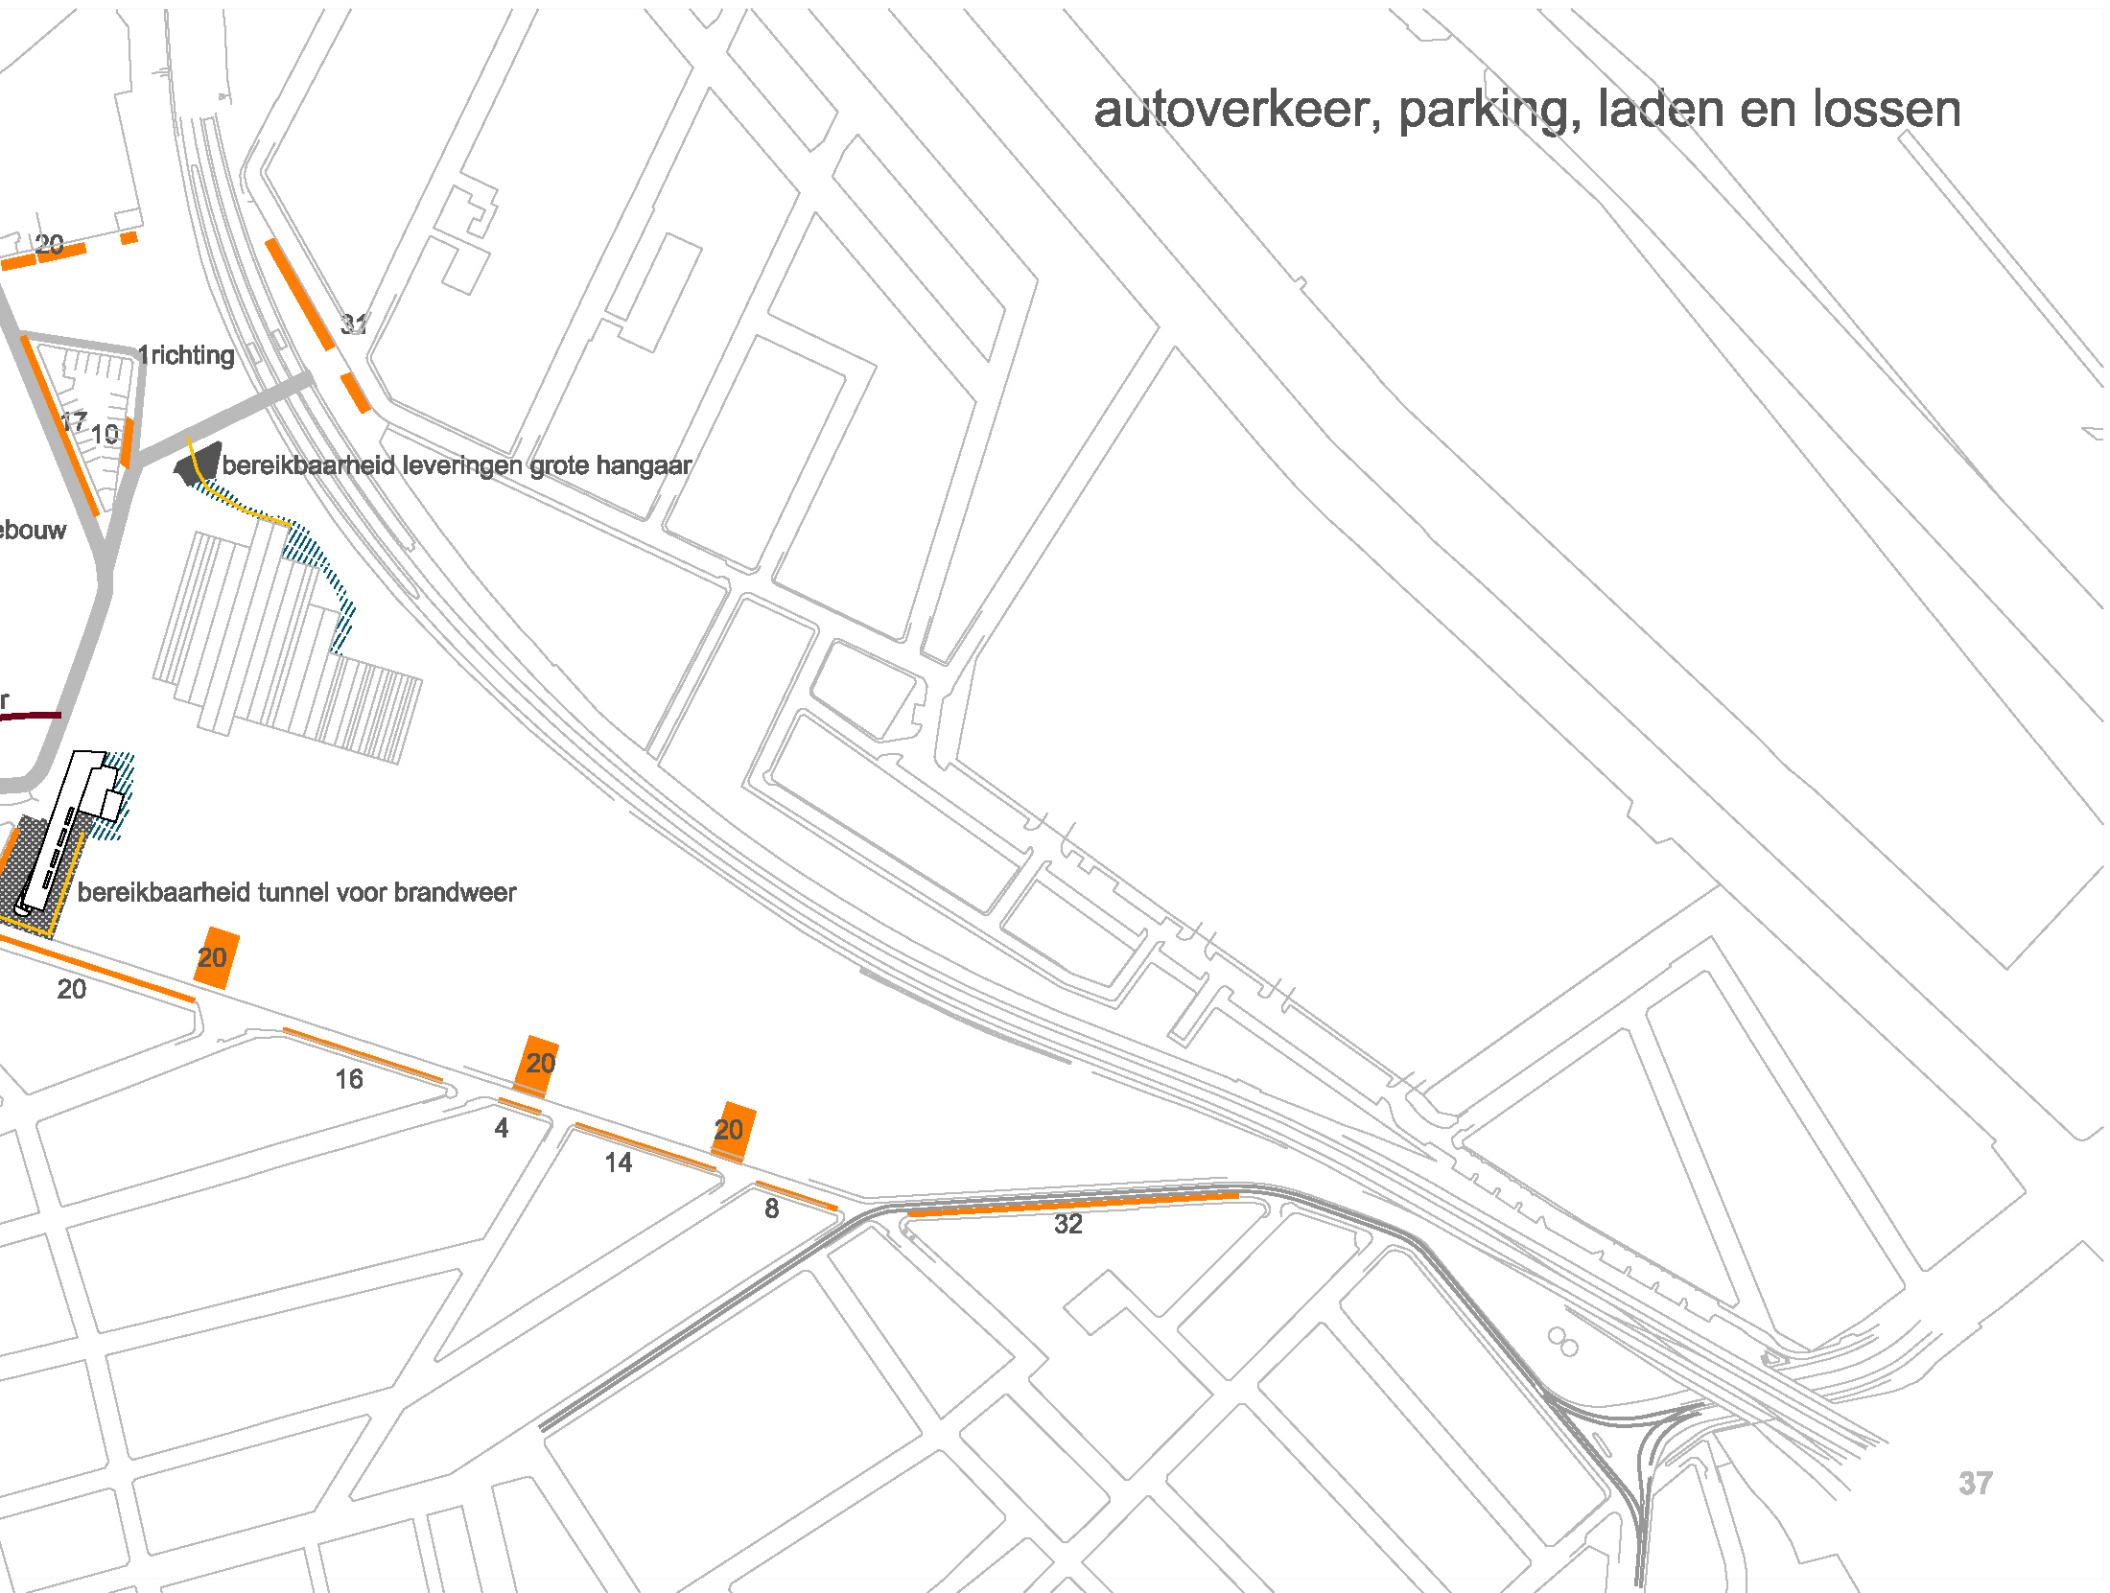 autoverkeer, parking, laden en lossen
20
31
1richting
17
10
bereikbaarheid leveringen grote hangaar
ebouw
r
bereikbaarheid tunnel voor brandweer
20
20
16
20
4
14
20
8
32
37